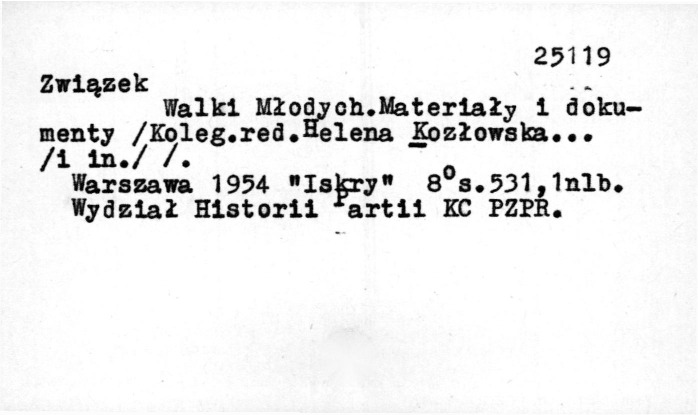 25119
Związek
Walki Młodych.Materiały i doku-
menty /Koleg.red.Helena Kozłowska...
/i in./ /.
Warszawa 1954 "Iskry" 8°s.531,1nlb.
Wydział Historii Partii KC PZPR.